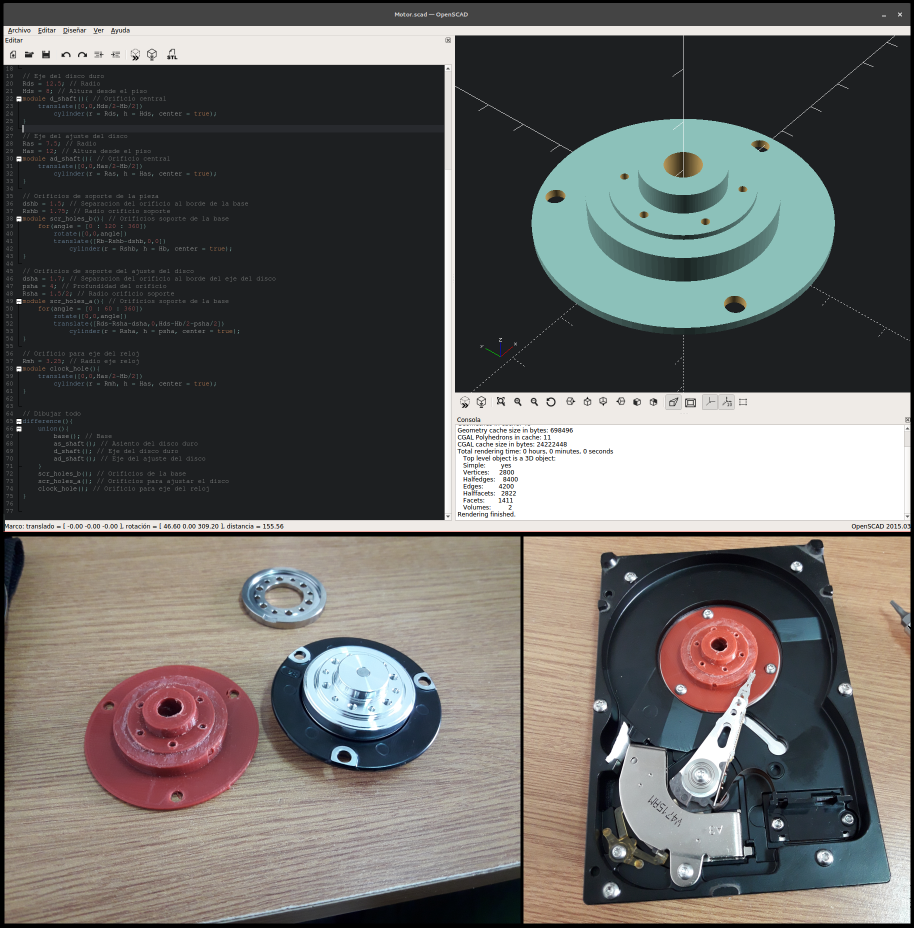 Motor.scad — OpenSCAD
Archivo Editar Diseñar Ver Ayuda
Editar
STL
18
19 // Eje del disco duro
20 Rds = 12.5; // Radio
21 Hds = 8; // Altura desde el piso
22 module d_shaft(){ // Orificio central
23 translate([0,0,Hds/2-Hb/2])
24 cylinder(r = Rds, h = Hds, center = true);
25 }
26
27 // Eje del ajuste del disco
28 Ras = 7.5; // Radio
29 Has = 12; // Altura desde el piso
30 module ad_shaft(){ // Orificio central
31 translate([0,0,Has/2-Hb/2])
32 cylinder(r = Ras, h = Has, center = true);
33 }
34
35 // Orificios de soporte de la pieza
36 dshb = 1.5; // Separacion del orificio al borde de la base
37 Rshb = 1.75; // Radio orificio soporte
38 module scr_holes_b(){ // Orificios soporte de la base
39 for(angle = [0 : 120 : 360])
40 rotate([0,0,angle])
41 translate([Rb-Rshb-dshb,0,0])
42 cylinder(r = Rshb, h = Hb, center = true);
43 }
44
45 // Orificios de soporte del ajuste del disco
46 dsha = 1.7; // Separacion del orificio al borde del eje del disco
47 psha = 4; // Profundidad del orificio
48 Rsha = 1.5/2; // Radio orificio soporte
49 module scr_holes_a(){ // Orificios soporte de la base
50 for(angle = [0 : 60 : 360])
51 rotate([0,0,angle])
52 translate([Rds-Rsha-dsha,0,Hds-Hb/2-psha/2])
53 cylinder(r = Rsha, h = psha, center = true);
54 }
55
56 // Orificio para eje del reloj
57 Rmh = 3.25; // Radio eje reloj
58 module clock_hole(){
59 translate([0,0,Has/2-Hb/2])
60 cylinder(r = Rmh, h = Has, center = true);
61 }
62
63
64 // Dibujar todo
65 difference(){
66 union(){
67 base(); // Base
68 as_shaft(); // Asiento del disco duro
69 d_shaft(); // Eje del disco duro
70 ad_shaft(); // Eje del ajuste del disco
71 }
72 scr_holes_b(); // Orificios de la base
73 scr_holes_a(); // Orificios para ajustar el disco
74 clock_hole(); // Orificio para eje del reloj
75 }
76
77
Consola
Geometry cache size in bytes: 698496
CGAL Polyhedrons in cache: 11
CGAL cache size in bytes: 24222448
Total rendering time: 0 hours, 0 minutes, 0 seconds
Top level object is a 3D object:
Simple: yes
Vertices: 2800
Halfedges: 8400
Edges: 4200
Halffacets: 2822
Facets: 1411
Volumes: 2
Rendering finished.
Marco: translado = [ -0.00 -0.00 -0.00 ], rotación = [ 46.60 0.00 309.20 ], distancia = 155.56
OpenSCAD 2015.03